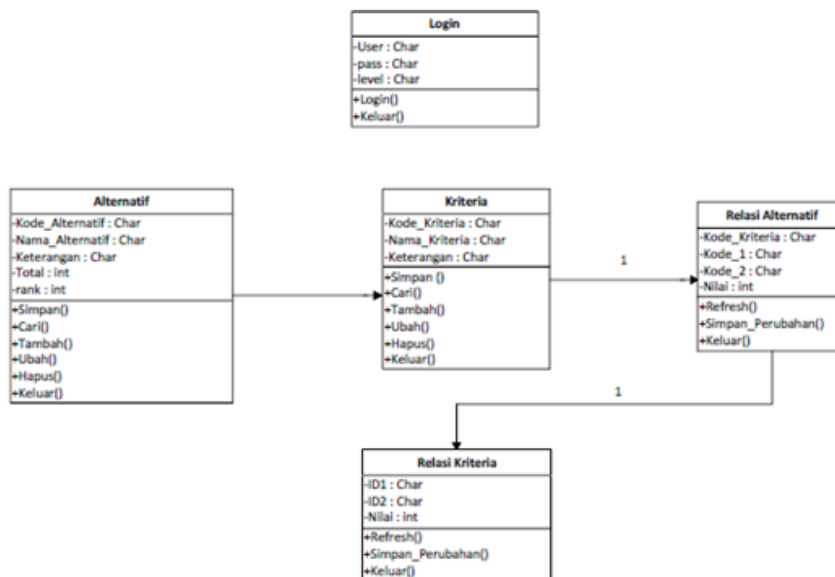 Login
-User : Char
-pass : Char
-level : Char
+Login()
+Keluar()
Alternatif
-Kode_Alternatif : Char
-Nama_Alternatif : Char
-Keterangan : Char
-Total : int
-rank : int
+Simpan()
+Cari()
+Tambah()
+Ubah()
+Hapus()
+Keluar()
Kriteria
-Kode_Kriteria : Char
-Nama_Kriteria : Char
-Keterangan : Char
+Simpan ()
+Cari()
+Tambah()
+Ubah()
+Hapus()
+Keluar()
1
Relasi Alternatif
-Kode_Kriteria : Char
-Kode_1 : Char
-Kode_2 : Char
-Nilai : int
+Refresh()
+Simpan_Perubahan()
+Keluar()
1
Relasi Kriteria
-ID1 : Char
-ID2 : Char
-Nilai : int
+Refresh()
+Simpan_Perubahan()
+Keluar()